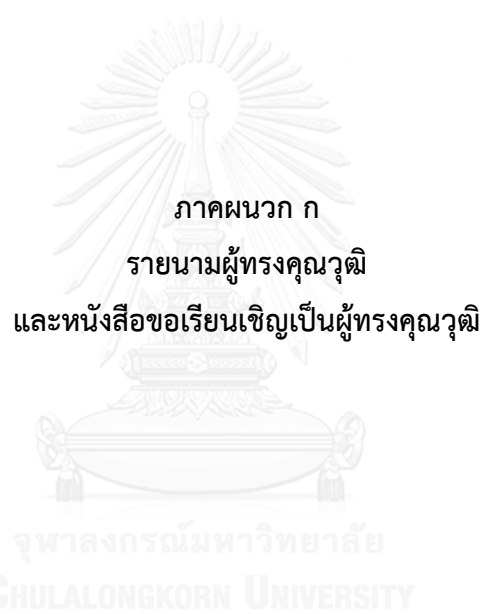 ภาคผนวก ก
รายนามผู้ทรงคุณวุฒิ
และหนังสือขอเรียนเชิญเป็นผู้ทรงคุณวุฒิ
จุฬาลงกรณ์มหาวิทยาลัย
CHULALONGKORN UNIVERSITY